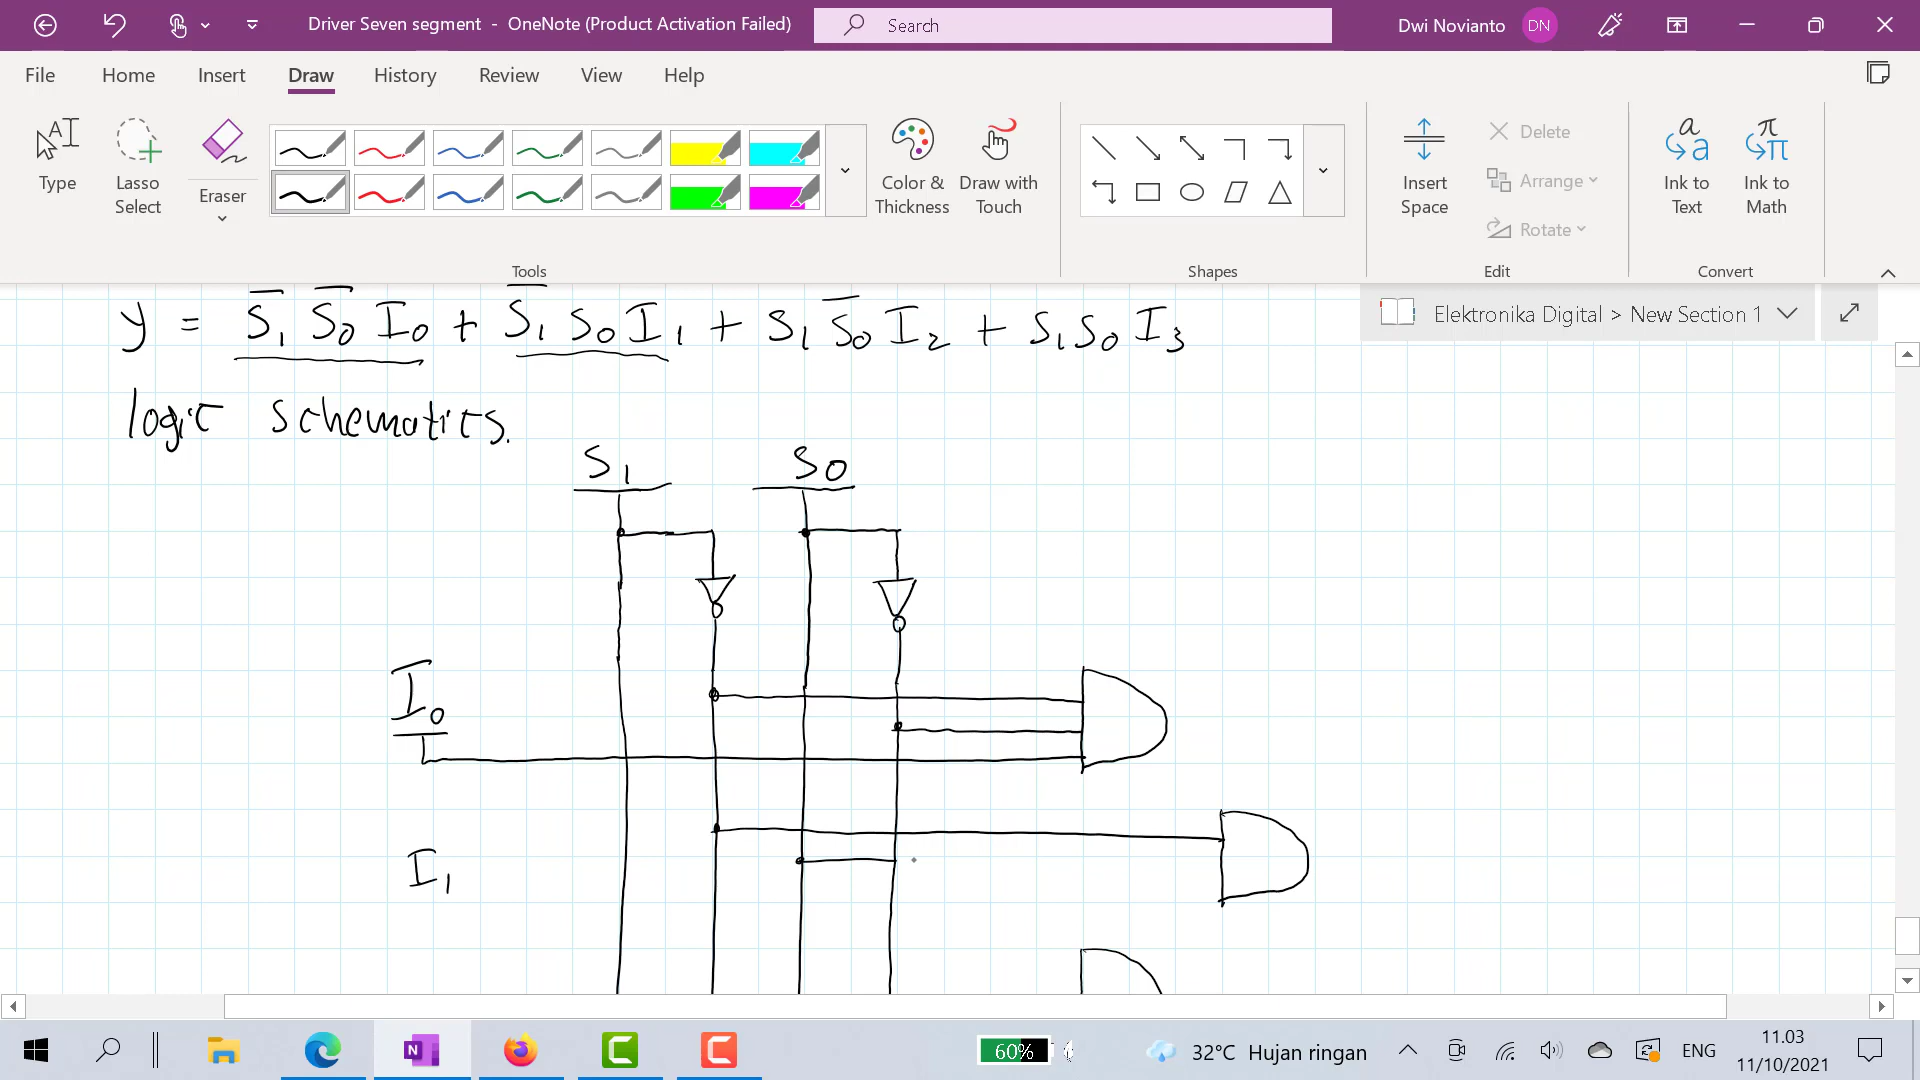 Driver Seven segment - OneNote (Product Activation Failed)
Search
Dwi Novianto
DN
File Home Insert Draw History Review View Help
Type
Lasso Select
Eraser
Color & Thickness
Draw with Touch
Insert Space
Delete
Arrange
Rotate
Ink to Text
Ink to Math
Tools
Shapes
Edit
Convert
Elektronika Digital > New Section 1
y = S̅₁ S̅₀ I₀ + S̅₁ S₀ I₁ + S₁ S̅₀ I₂ + S₁ S₀ I₃
logic schematics.
S₁ S₀
I₀
I₁
60%
32°C Hujan ringan
ENG
11.03
11/10/2021